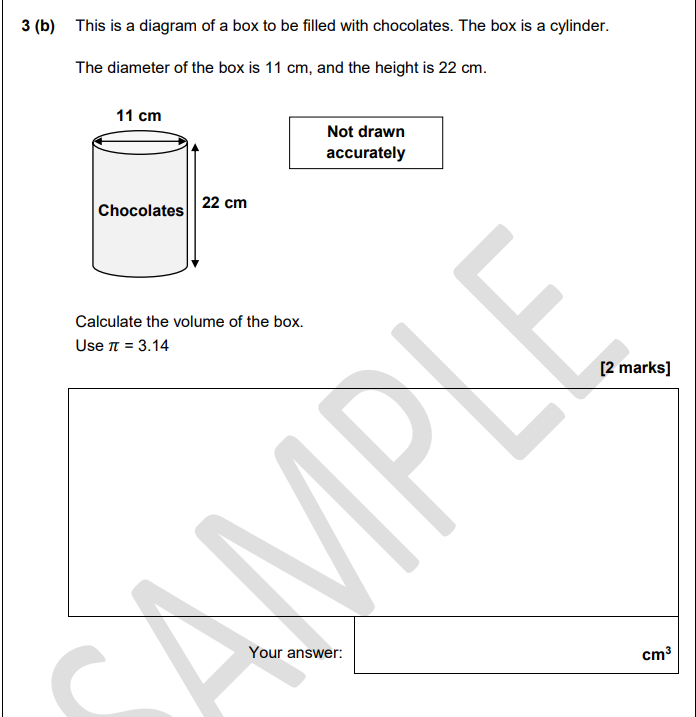 3 (b) This is a diagram of a box to be filled with chocolates. The box is a cylinder.
The diameter of the box is 11 cm, and the height is 22 cm.
11 cm
Not drawn
accurately
Chocolates
22 cm
Calculate the volume of the box.
Use π = 3.14
[2 marks]
SAMPLE
Your answer:
cm³